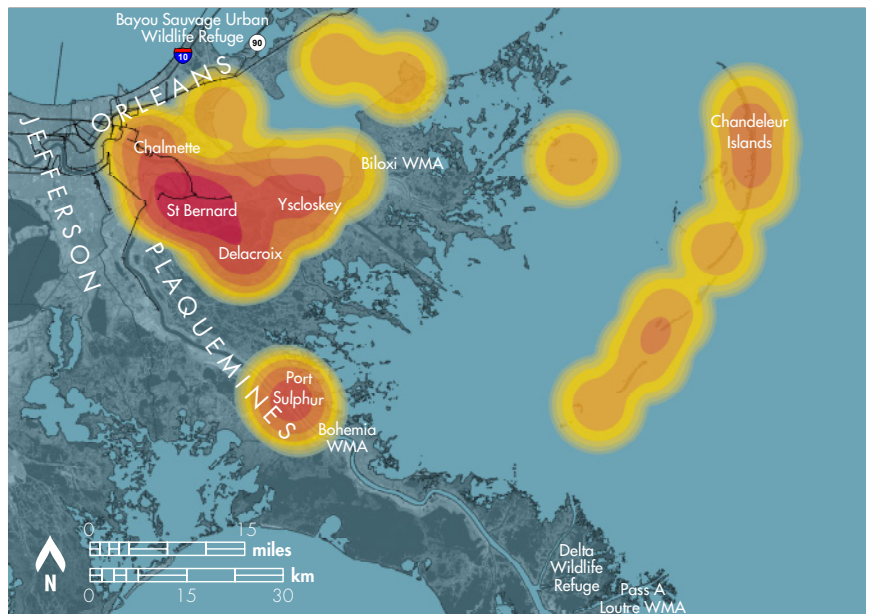 Bayou Sauvage Urban
Wildlife Refuge
90
10
ORLEANS
JEFFERSON
Chalmette
Chandeleur
Islands
Biloxi WMA
St Bernard
Yscloskey
Delacroix
PLAQUEMINES
Port
Sulphur
Bohemia
WMA
0 15
miles
km
0 15 30
N
Delta
Wildlife
Refuge
Pass A
Loutre WMA